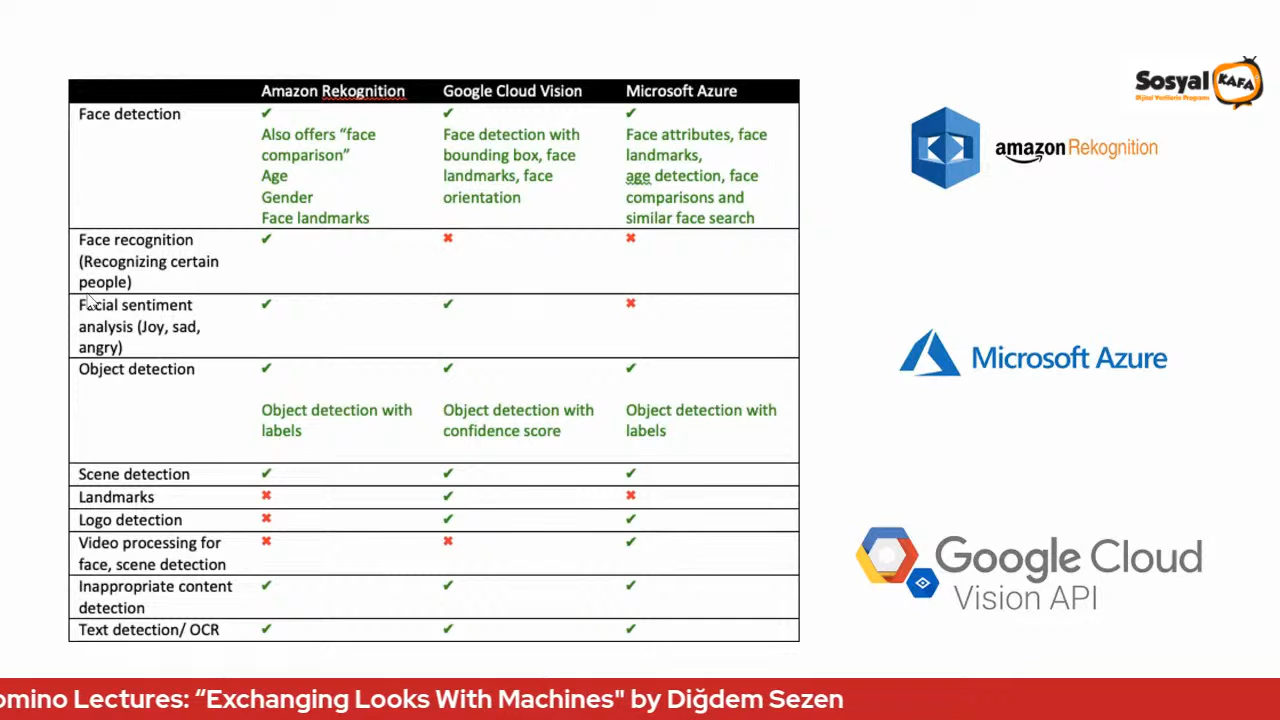 Amazon Rekognition Google Cloud Vision Microsoft Azure
Face detection ✔ ✔ ✔
Also offers “face Face detection with Face attributes, face
comparison” bounding box, face landmarks,
Age landmarks, face age detection, face
Gender orientation comparisons and
Face landmarks similar face search
Face recognition ✔ ✖ ✖
(Recognizing certain
people)
Facial sentiment ✔ ✔ ✖
analysis (Joy, sad,
angry)
Object detection ✔ ✔ ✔
Object detection with Object detection with Object detection with
labels confidence score labels
Scene detection ✔ ✔ ✔
Landmarks ✖ ✔ ✖
Logo detection ✖ ✔ ✔
Video processing for ✖ ✖ ✔
face, scene detection
Inappropriate content ✔ ✔ ✔
detection
Text detection/ OCR ✔ ✔ ✔
Sosyal KAFA
Dijital Varlılarla Programı
amazon Rekognition
Microsoft Azure
Google Cloud
Vision API
omino Lectures: “Exchanging Looks With Machines" by Diğdem Sezen